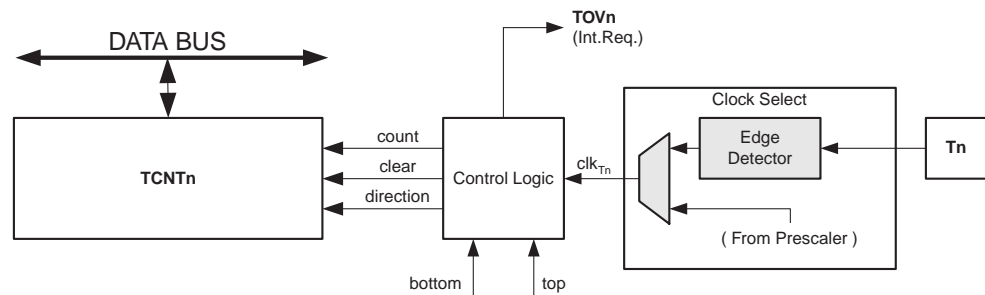 TOVn
(Int.Req.)
DATA BUS
Clock Select
count
Edge
Detector
Tn
TCNTn
clear
Control Logic
clkTn
direction
( From Prescaler )
bottom
top